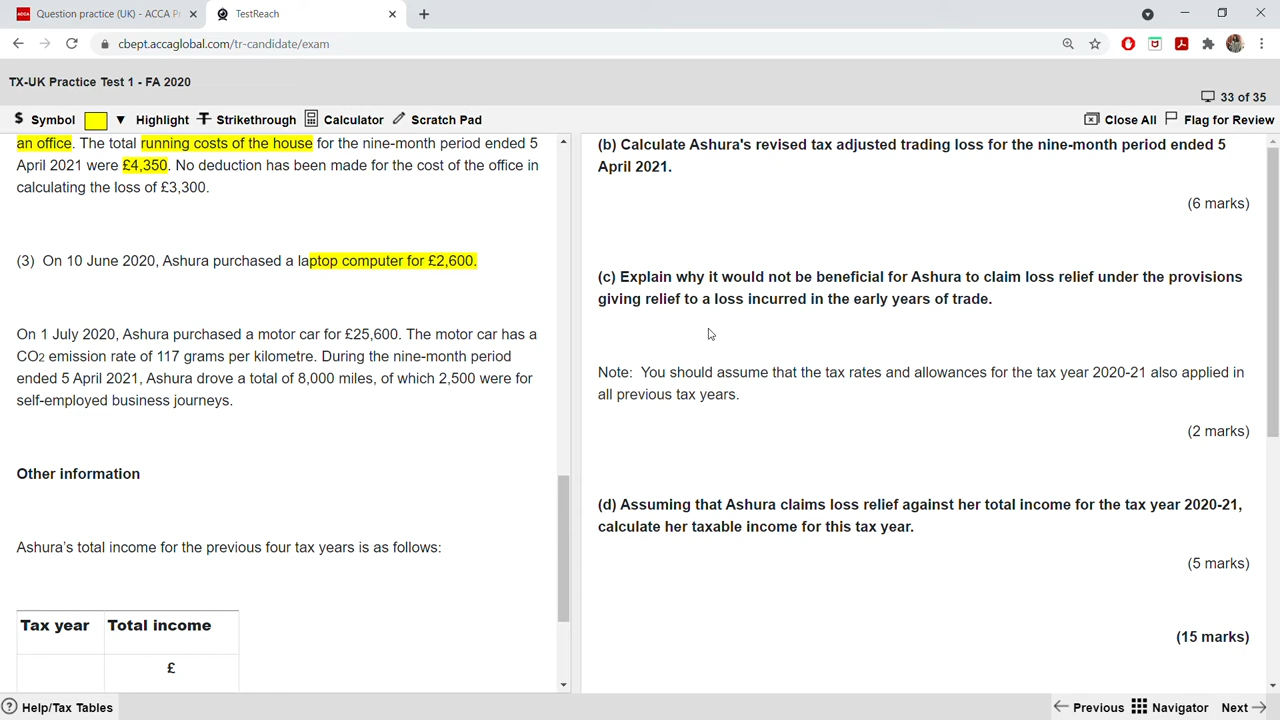 Question practice (UK) - ACCA P
TestReach
cbept.accaglobal.com/tr-candidate/exam
TX-UK Practice Test 1 - FA 2020
33 of 35
$ Symbol Highlight Strikethrough Calculator Scratch Pad
Close All Flag for Review
an office. The total running costs of the house for the nine-month period ended 5
April 2021 were £4,350. No deduction has been made for the cost of the office in
calculating the loss of £3,300.
(3) On 10 June 2020, Ashura purchased a laptop computer for £2,600.
On 1 July 2020, Ashura purchased a motor car for £25,600. The motor car has a
CO2 emission rate of 117 grams per kilometre. During the nine-month period
ended 5 April 2021, Ashura drove a total of 8,000 miles, of which 2,500 were for
self-employed business journeys.
Other information
Ashura's total income for the previous four tax years is as follows:
Tax year Total income
£
(b) Calculate Ashura's revised tax adjusted trading loss for the nine-month period ended 5
April 2021.
(6 marks)
(c) Explain why it would not be beneficial for Ashura to claim loss relief under the provisions
giving relief to a loss incurred in the early years of trade.
Note: You should assume that the tax rates and allowances for the tax year 2020-21 also applied in
all previous tax years.
(2 marks)
(d) Assuming that Ashura claims loss relief against her total income for the tax year 2020-21,
calculate her taxable income for this tax year.
(5 marks)
(15 marks)
Help/Tax Tables
Previous Navigator Next